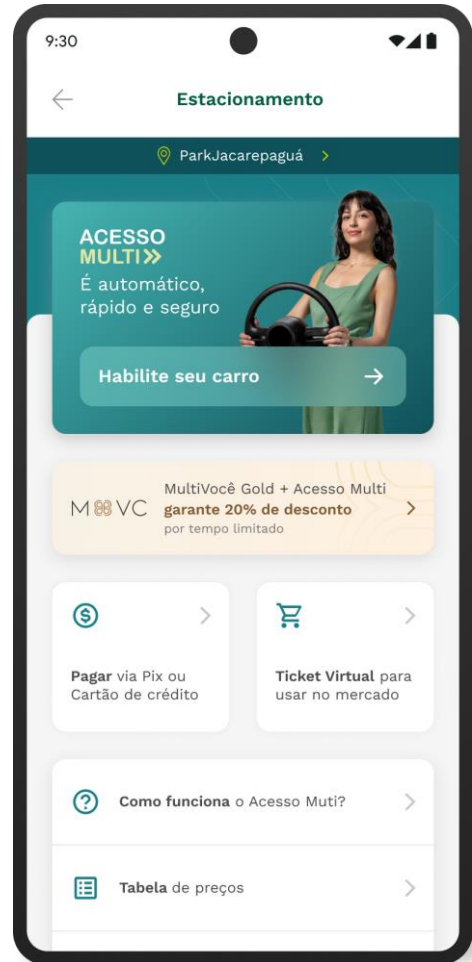 9:30
Estacionamento
ParkJacarepaguá
ACESSO
MULTI
É automático,
rápido e seguro
Habilite seu carro
M VC
MultiVocê Gold + Acesso Multi
garante 20% de desconto
por tempo limitado
Pagar via Pix ou
Cartão de crédito
Ticket Virtual para
usar no mercado
Como funciona o Acesso Muti?
Tabela de preços